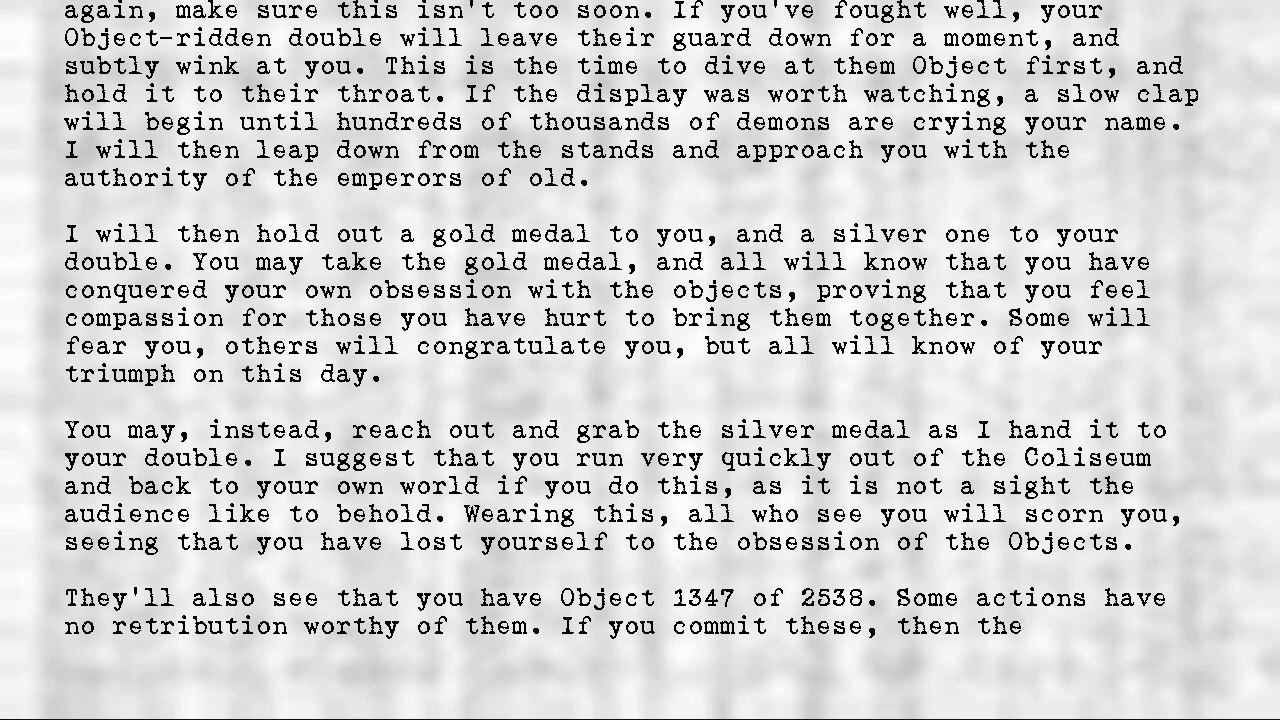 again, make sure this isn't too soon. If you've fought well, your
Object-ridden double will leave their guard down for a moment, and
subtly wink at you. This is the time to dive at them Object first, and
hold it to their throat. If the display was worth watching, a slow clap
will begin until hundreds of thousands of demons are crying your name.
I will then leap down from the stands and approach you with the
authority of the emperors of old.
I will then hold out a gold medal to you, and a silver one to your
double. You may take the gold medal, and all will know that you have
conquered your own obsession with the objects, proving that you feel
compassion for those you have hurt to bring them together. Some will
fear you, others will congratulate you, but all will know of your
triumph on this day.
You may, instead, reach out and grab the silver medal as I hand it to
your double. I suggest that you run very quickly out of the Coliseum
and back to your own world if you do this, as it is not a sight the
audience like to behold. Wearing this, all who see you will scorn you,
seeing that you have lost yourself to the obsession of the Objects.
They'll also see that you have Object 1347 of 2538. Some actions have
no retribution worthy of them. If you commit these, then the